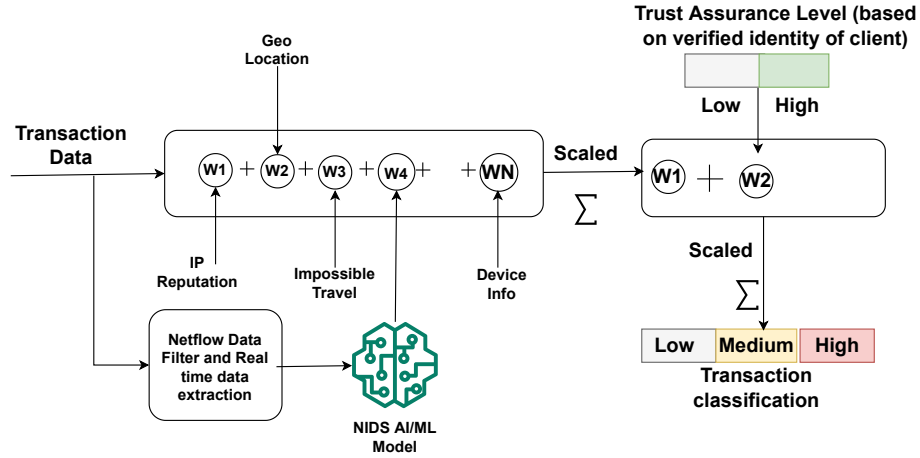 Geo
Location
Trust Assurance Level (based
on verified identity of client)
Low High
Transaction
Data
W1 + W2 + W3 + W4 + + WN
Scaled
∑
W1 + W2
IP
Reputation
Impossible
Travel
Device
Info
Scaled
∑
Netflow Data
Filter and Real
time data
extraction
NIDS AI/ML
Model
Low Medium High
Transaction
classification